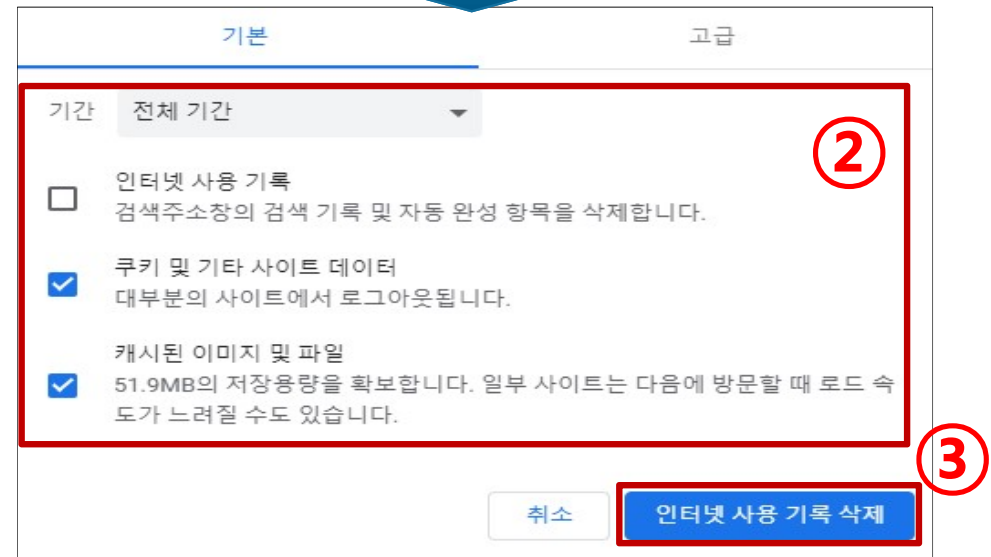 기본 고급
기간 전체 기간
②
인터넷 사용 기록
검색주소창의 검색 기록 및 자동 완성 항목을 삭제합니다.
쿠키 및 기타 사이트 데이터
대부분의 사이트에서 로그아웃됩니다.
캐시된 이미지 및 파일
51.9MB의 저장용량을 확보합니다. 일부 사이트는 다음에 방문할 때 로드 속
도가 느려질 수도 있습니다.
③
취소 인터넷 사용 기록 삭제